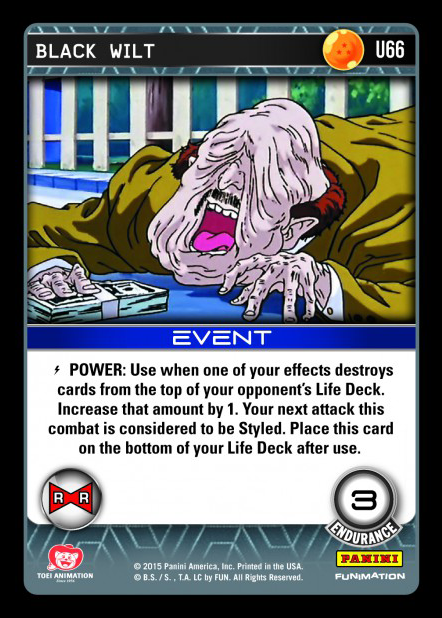 BLACK WILT
U66
EVENT
POWER: Use when one of your effects destroys
cards from the top of your opponent's Life Deck.
Increase that amount by 1. Your next attack this
combat is considered to be Styled. Place this card
on the bottom of your Life Deck after use.
R R
3
ENDURANCE
TOEI ANIMATION
Since 1956
© 2015 Panini America, Inc. Printed in the USA.
© B.S. / S. , T.A. LC by FUN. All Rights Reserved.
PANINI
FUNIMATION